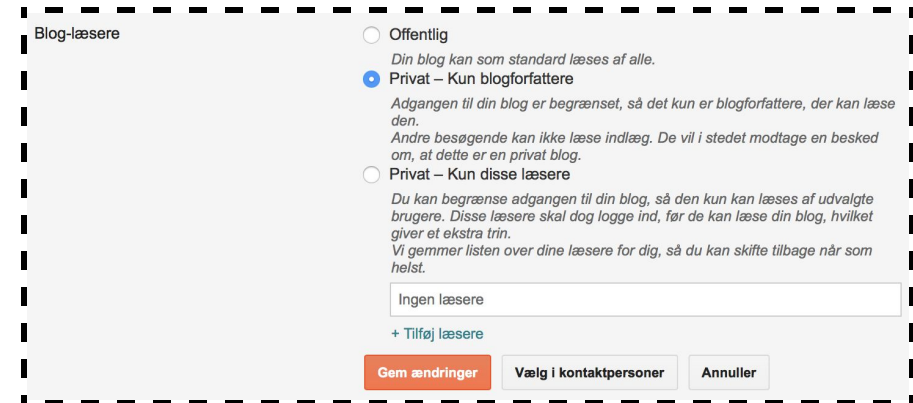 Blog-læsere
Offentlig
Din blog kan som standard læses af alle.
Privat – Kun blogforfattere
Adgangen til din blog er begrænset, så det kun er blogforfattere, der kan læse
den.
Andre besøgende kan ikke læse indlæg. De vil i stedet modtage en besked
om, at dette er en privat blog.
Privat – Kun disse læsere
Du kan begrænse adgangen til din blog, så den kun kan læses af udvalgte
brugere. Disse læsere skal dog logge ind, før de kan læse din blog, hvilket
giver et ekstra trin.
Vi gemmer listen over dine læsere for dig, så du kan skifte tilbage når som
helst.
Ingen læsere
+ Tilføj læsere
Gem ændringer
Vælg i kontaktpersoner
Annuller